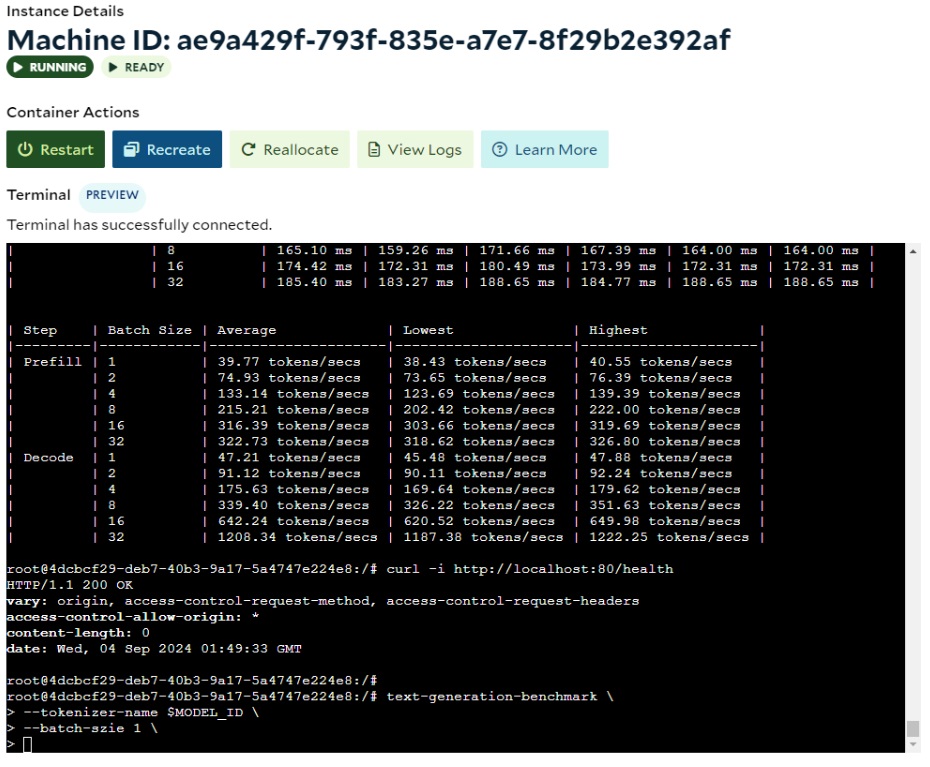 Instance Details
Machine ID: ae9a429f-793f-835e-a7e7-8f29b2e392af
RUNNING READY
Container Actions
Restart Recreate Reallocate View Logs Learn More
Terminal PREVIEW
Terminal has successfully connected.
|                 | 8          | 165.10 ms | 159.26 ms | 171.66 ms | 167.39 ms | 164.00 ms | 164.00 ms |
|                 | 16         | 174.42 ms | 172.31 ms | 180.49 ms | 173.99 ms | 172.31 ms | 172.31 ms |
|                 | 32         | 185.40 ms | 183.27 ms | 188.65 ms | 184.77 ms | 188.65 ms | 188.65 ms |
| Step    | Batch Size | Average            | Lowest             | Highest            |
|---------|------------|--------------------|--------------------|--------------------|
| Prefill | 1          | 39.77 tokens/secs  | 38.43 tokens/secs  | 40.55 tokens/secs  |
|         | 2          | 74.93 tokens/secs  | 73.65 tokens/secs  | 76.39 tokens/secs  |
|         | 4          | 133.14 tokens/secs | 123.69 tokens/secs | 139.39 tokens/secs |
|         | 8          | 215.21 tokens/secs | 202.42 tokens/secs | 222.00 tokens/secs |
|         | 16         | 316.39 tokens/secs | 303.66 tokens/secs | 319.69 tokens/secs |
|         | 32         | 322.73 tokens/secs | 318.62 tokens/secs | 326.80 tokens/secs |
| Decode  | 1          | 47.21 tokens/secs  | 45.48 tokens/secs  | 47.88 tokens/secs  |
|         | 2          | 91.12 tokens/secs  | 90.11 tokens/secs  | 92.24 tokens/secs  |
|         | 4          | 175.63 tokens/secs | 169.64 tokens/secs | 179.62 tokens/secs |
|         | 8          | 339.40 tokens/secs | 326.22 tokens/secs | 351.63 tokens/secs |
|         | 16         | 642.24 tokens/secs | 620.52 tokens/secs | 649.98 tokens/secs |
|         | 32         | 1208.34 tokens/secs | 1187.38 tokens/secs | 1222.25 tokens/secs |
root@4dcbcf29-deb7-40b3-9a17-5a4747e224e8:/# curl -i http://localhost:80/health
HTTP/1.1 200 OK
vary: origin, access-control-request-method, access-control-request-headers
access-control-allow-origin: *
content-length: 0
date: Wed, 04 Sep 2024 01:49:33 GMT
root@4dcbcf29-deb7-40b3-9a17-5a4747e224e8:/#
root@4dcbcf29-deb7-40b3-9a17-5a4747e224e8:/# text-generation-benchmark \
> --tokenizer-name $MODEL_ID \
> --batch-szie 1 \
>